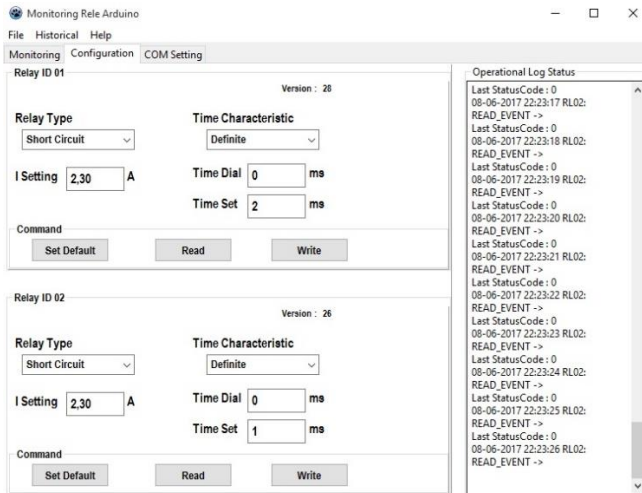 Monitoring Rele Arduino
File Historical Help
Monitoring Configuration COM Setting
Relay ID 01
Version : 28
Relay Type Time Characteristic
Short Circuit Definite
I Setting 2,30 A Time Dial 0 ms
Time Set 2 ms
Command
Set Default Read Write
Relay ID 02
Version : 26
Relay Type Time Characteristic
Short Circuit Definite
I Setting 2,30 A Time Dial 0 ms
Time Set 1 ms
Command
Set Default Read Write
Operational Log Status
Last StatusCode : 0
08-06-2017 22:23:17 RL02:
READ_EVENT ->
Last StatusCode : 0
08-06-2017 22:23:18 RL02:
READ_EVENT ->
Last StatusCode : 0
08-06-2017 22:23:19 RL02:
READ_EVENT ->
Last StatusCode : 0
08-06-2017 22:23:20 RL02:
READ_EVENT ->
Last StatusCode : 0
08-06-2017 22:23:21 RL02:
READ_EVENT ->
Last StatusCode : 0
08-06-2017 22:23:22 RL02:
READ_EVENT ->
Last StatusCode : 0
08-06-2017 22:23:23 RL02:
READ_EVENT ->
Last StatusCode : 0
08-06-2017 22:23:24 RL02:
READ_EVENT ->
Last StatusCode : 0
08-06-2017 22:23:25 RL02:
READ_EVENT ->
Last StatusCode : 0
08-06-2017 22:23:26 RL02:
READ_EVENT ->